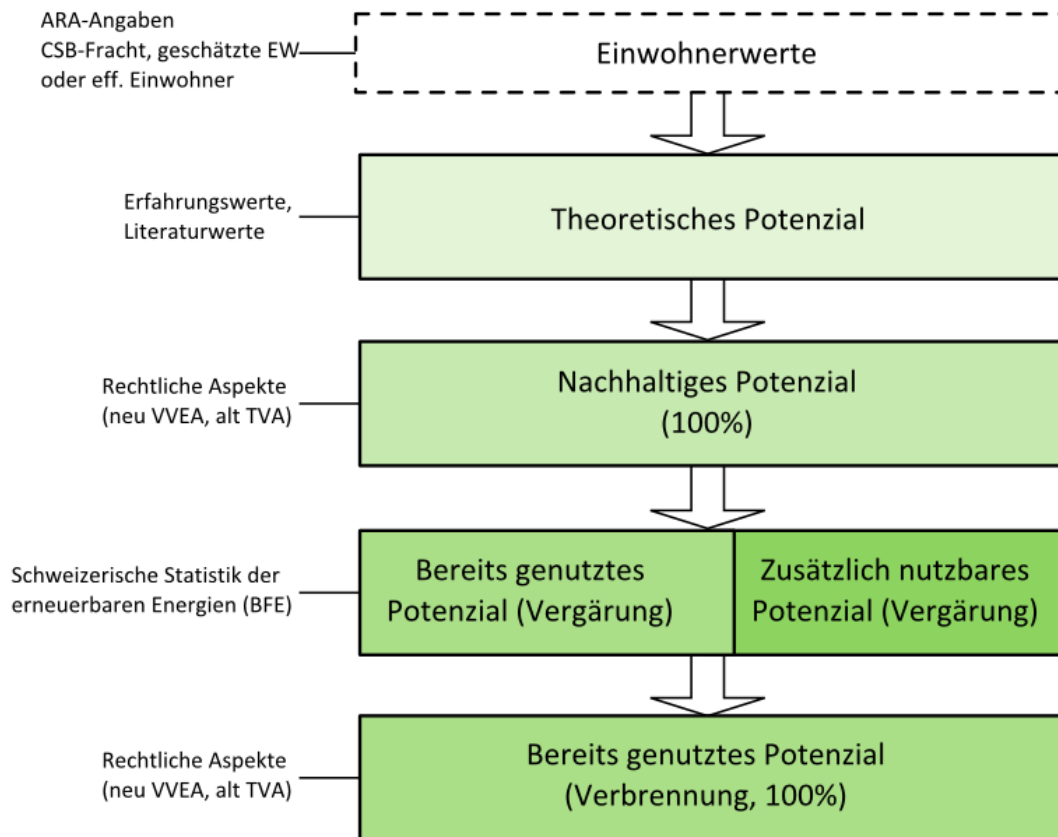 ARA-Angaben
CSB-Fracht, geschätzte EW
oder eff. Einwohner
Einwohnerwerte
Erfahrungswerte,
Literaturwerte
Theoretisches Potenzial
Rechtliche Aspekte
(neu VVEA, alt TVA)
Nachhaltiges Potenzial
(100%)
Schweizerische Statistik der
erneuerbaren Energien (BFE)
Bereits genutztes
Potenzial (Vergärung)
Zusätzlich nutzbares
Potenzial (Vergärung)
Rechtliche Aspekte
(neu VVEA, alt TVA)
Bereits genutztes Potenzial
(Verbrennung, 100%)